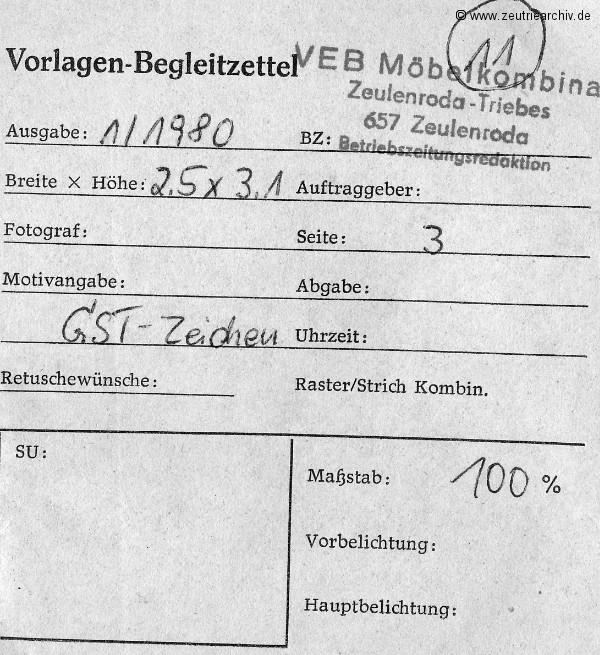 © www.zeutriearchiv.de
11
Vorlagen-Begleitzettel
VEB Möbelkombina
Zeulenroda-Triebes
657 Zeulenroda
Betriebszeitungsredaktion
Ausgabe: 1/1980 BZ:
Breite × Höhe: 2,5 x 3,1 Auftraggeber:
Fotograf: Seite: 3
Motivangabe: Abgabe:
GST-Zeichen Uhrzeit:
Retuschewünsche: Raster/Strich Kombin.
SU: Maßstab: 100 %
Vorbelichtung:
Hauptbelichtung: